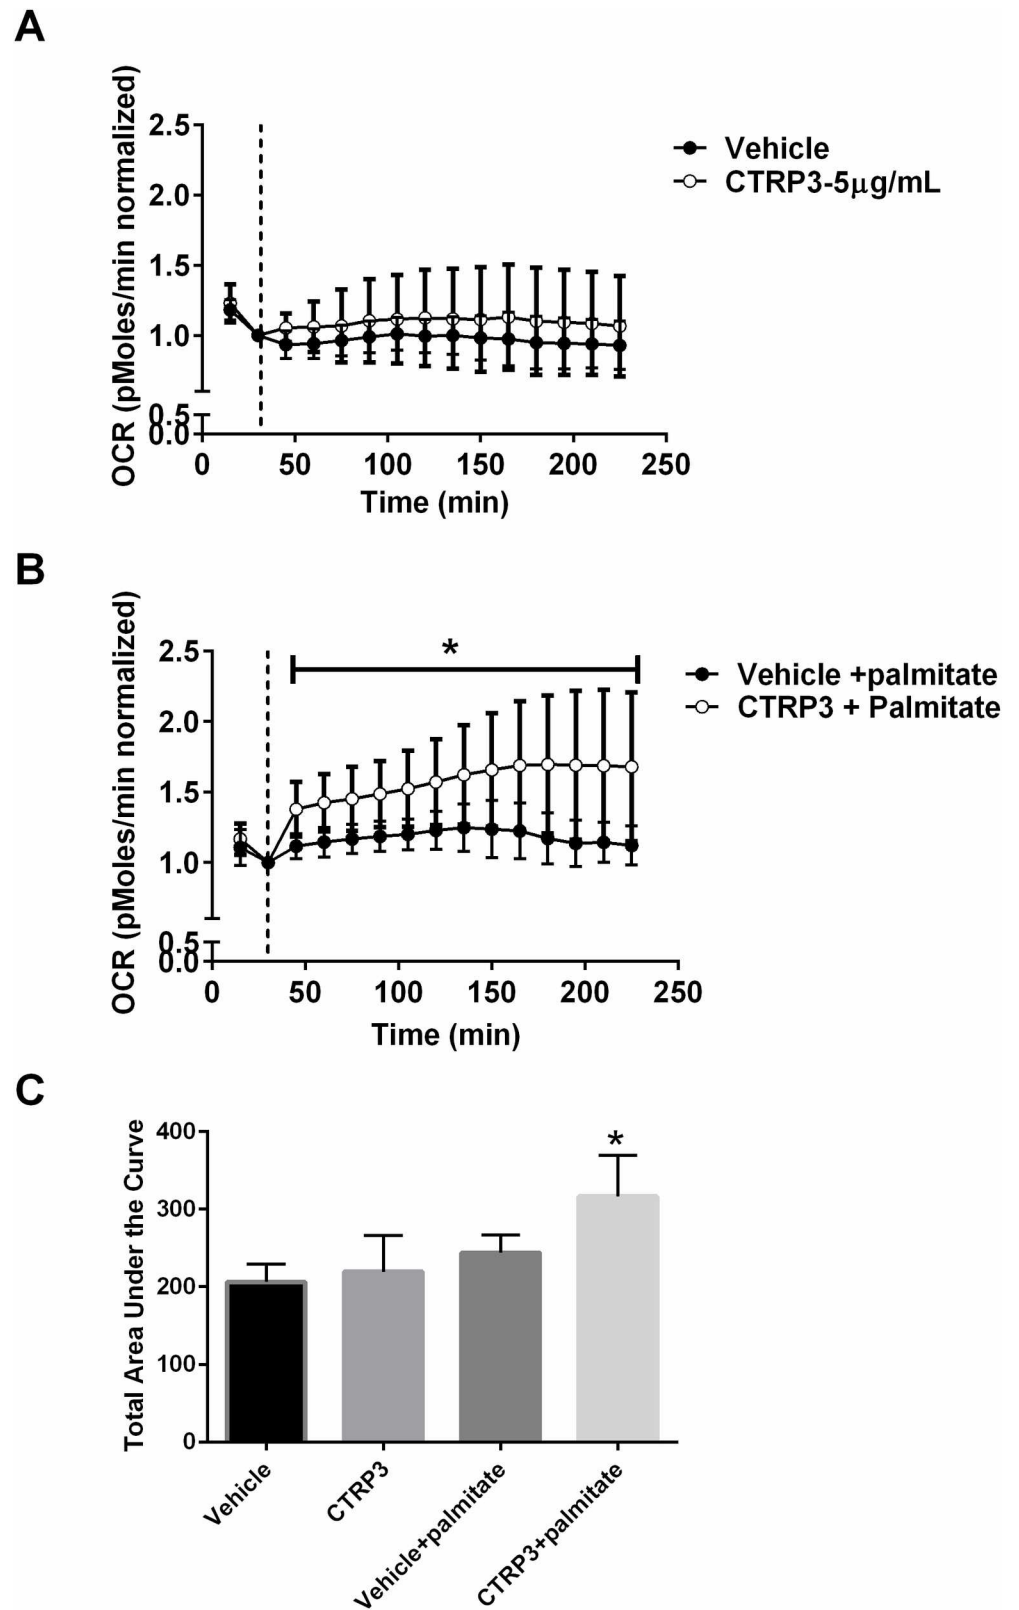 A
OCR (pMoles/min normalized)
2.5
2.0
1.5
1.0
0.5
0.0
0 50 100 150 200 250
Time (min)
Vehicle
CTRP3-5μg/mL
B
OCR (pMoles/min normalized)
2.5
2.0
1.5
1.0
0.5
0.0
0 50 100 150 200 250
Time (min)
*
Vehicle +palmitate
CTRP3 + Palmitate
C
Total Area Under the Curve
400
300
200
100
0
*
Vehicle
CTRP3
Vehicle+palmitate
CTRP3+palmitate